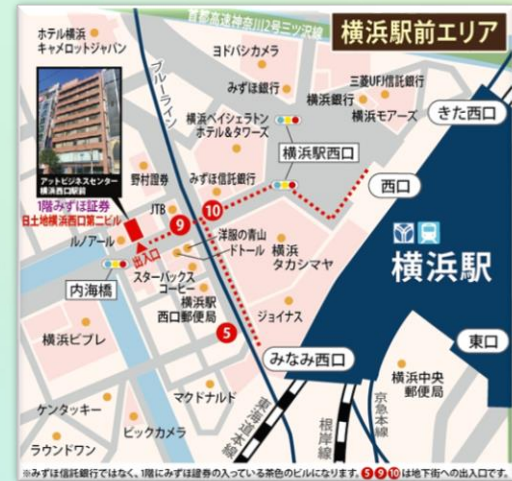 首都高速神奈川2号三ツ沢線
横浜駅前エリア
ホテル横浜
キャメロットジャパン
ヨドバシカメラ
ブルーライン
みずほ銀行
三菱UFJ信託銀行
横浜銀行
横浜モアーズ
きた西口
横浜ベイシェラトン
ホテル&タワーズ
横浜駅西口
アットビジネスセンター
横浜西口駅前
野村證券
みずほ信託銀行
西口
1階みずほ証券
日土地横浜西口第二ビル
JTB
9
10
ルノアール
出入口
洋服の青山
ドトール
横浜
タカシマヤ
横浜駅
内海橋
スターバックス
コーヒー
横浜駅
西口郵便局
ジョイナス
5
みなみ西口
東口
横浜ビブレ
横浜中央
郵便局
マクドナルド
ケンタッキー
ビックカメラ
ラウンドワン
東海道本線
根岸線
京急本線
※みずほ信託銀行ではなく、1階にみずほ証券の入っている茶色のビルになります。5 9 10は地下街への出入口です。